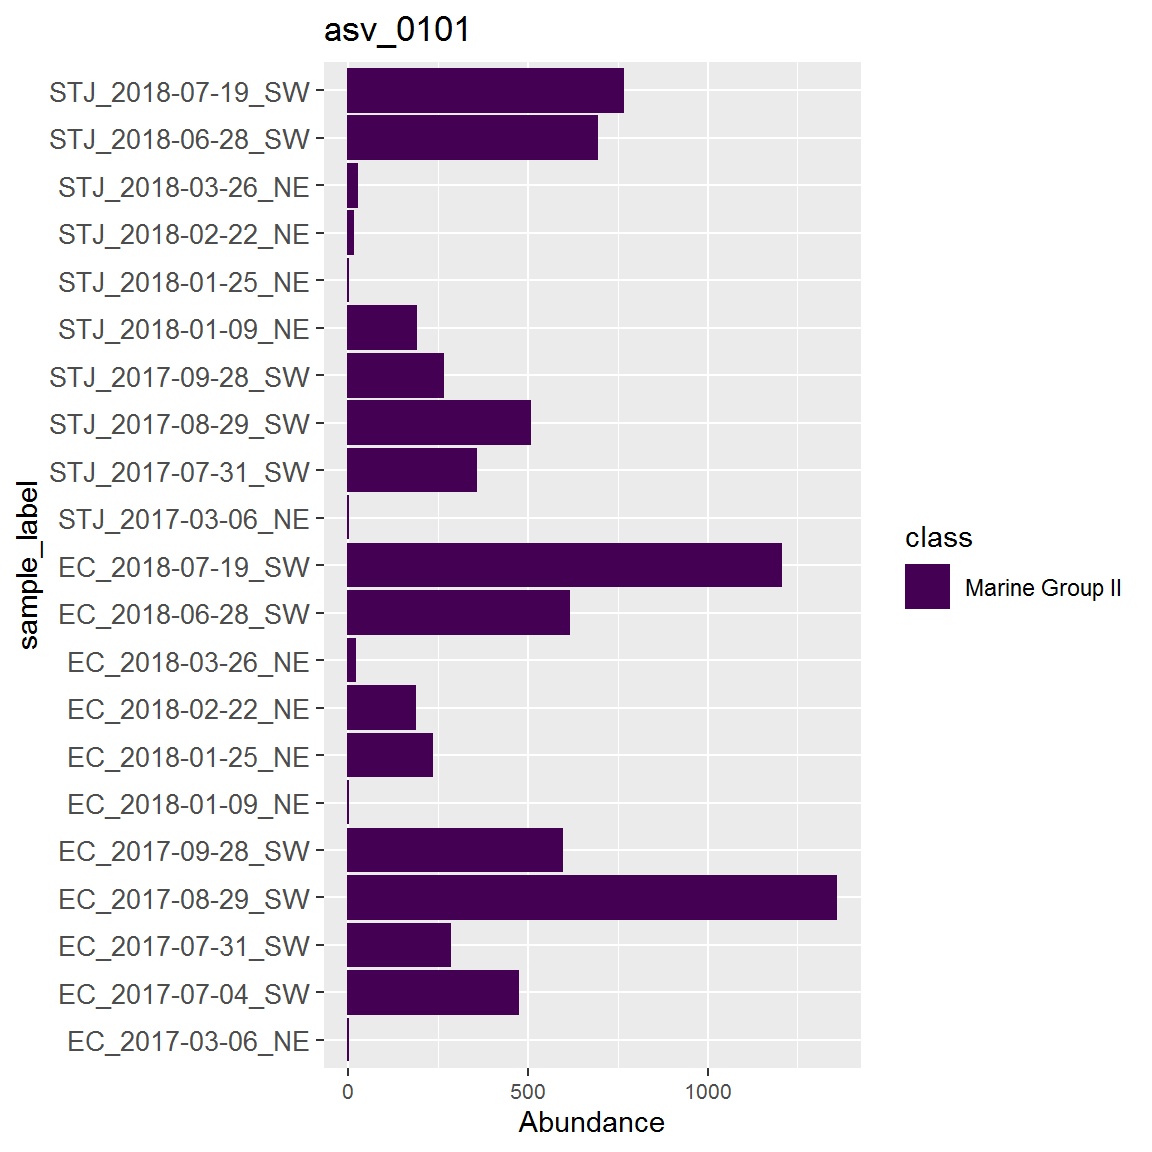 asv_0101
STJ_2018-07-19_SW
STJ_2018-06-28_SW
STJ_2018-03-26_NE
STJ_2018-02-22_NE
STJ_2018-01-25_NE
STJ_2018-01-09_NE
STJ_2017-09-28_SW
STJ_2017-08-29_SW
STJ_2017-07-31_SW
STJ_2017-03-06_NE
EC_2018-07-19_SW
EC_2018-06-28_SW
EC_2018-03-26_NE
EC_2018-02-22_NE
EC_2018-01-25_NE
EC_2018-01-09_NE
EC_2017-09-28_SW
EC_2017-08-29_SW
EC_2017-07-31_SW
EC_2017-07-04_SW
EC_2017-03-06_NE
sample_label
0 500 1000
Abundance
class
Marine Group II